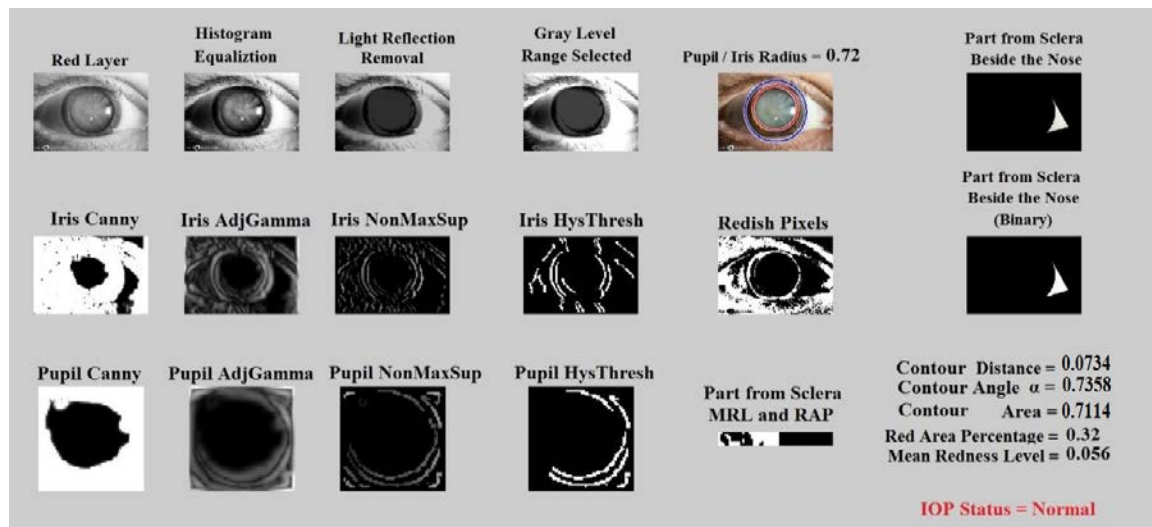 Red Layer
Histogram
Equaliztion
Light Reflection
Removal
Gray Level
Range Selected
Pupil / Iris Radius = 0.72
Part from Sclera
Beside the Nose
Iris Canny
Iris AdjGamma
Iris NonMaxSup
Iris HysThresh
Redish Pixels
Part from Sclera
Beside the Nose
(Binary)
Pupil Canny
Pupil AdjGamma
Pupil NonMaxSup
Pupil HysThresh
Part from Sclera
MRL and RAP
Contour Distance = 0.0734
Contour Angle α = 0.7358
Contour Area = 0.7114
Red Area Percentage = 0.32
Mean Redness Level = 0.056
IOP Status = Normal